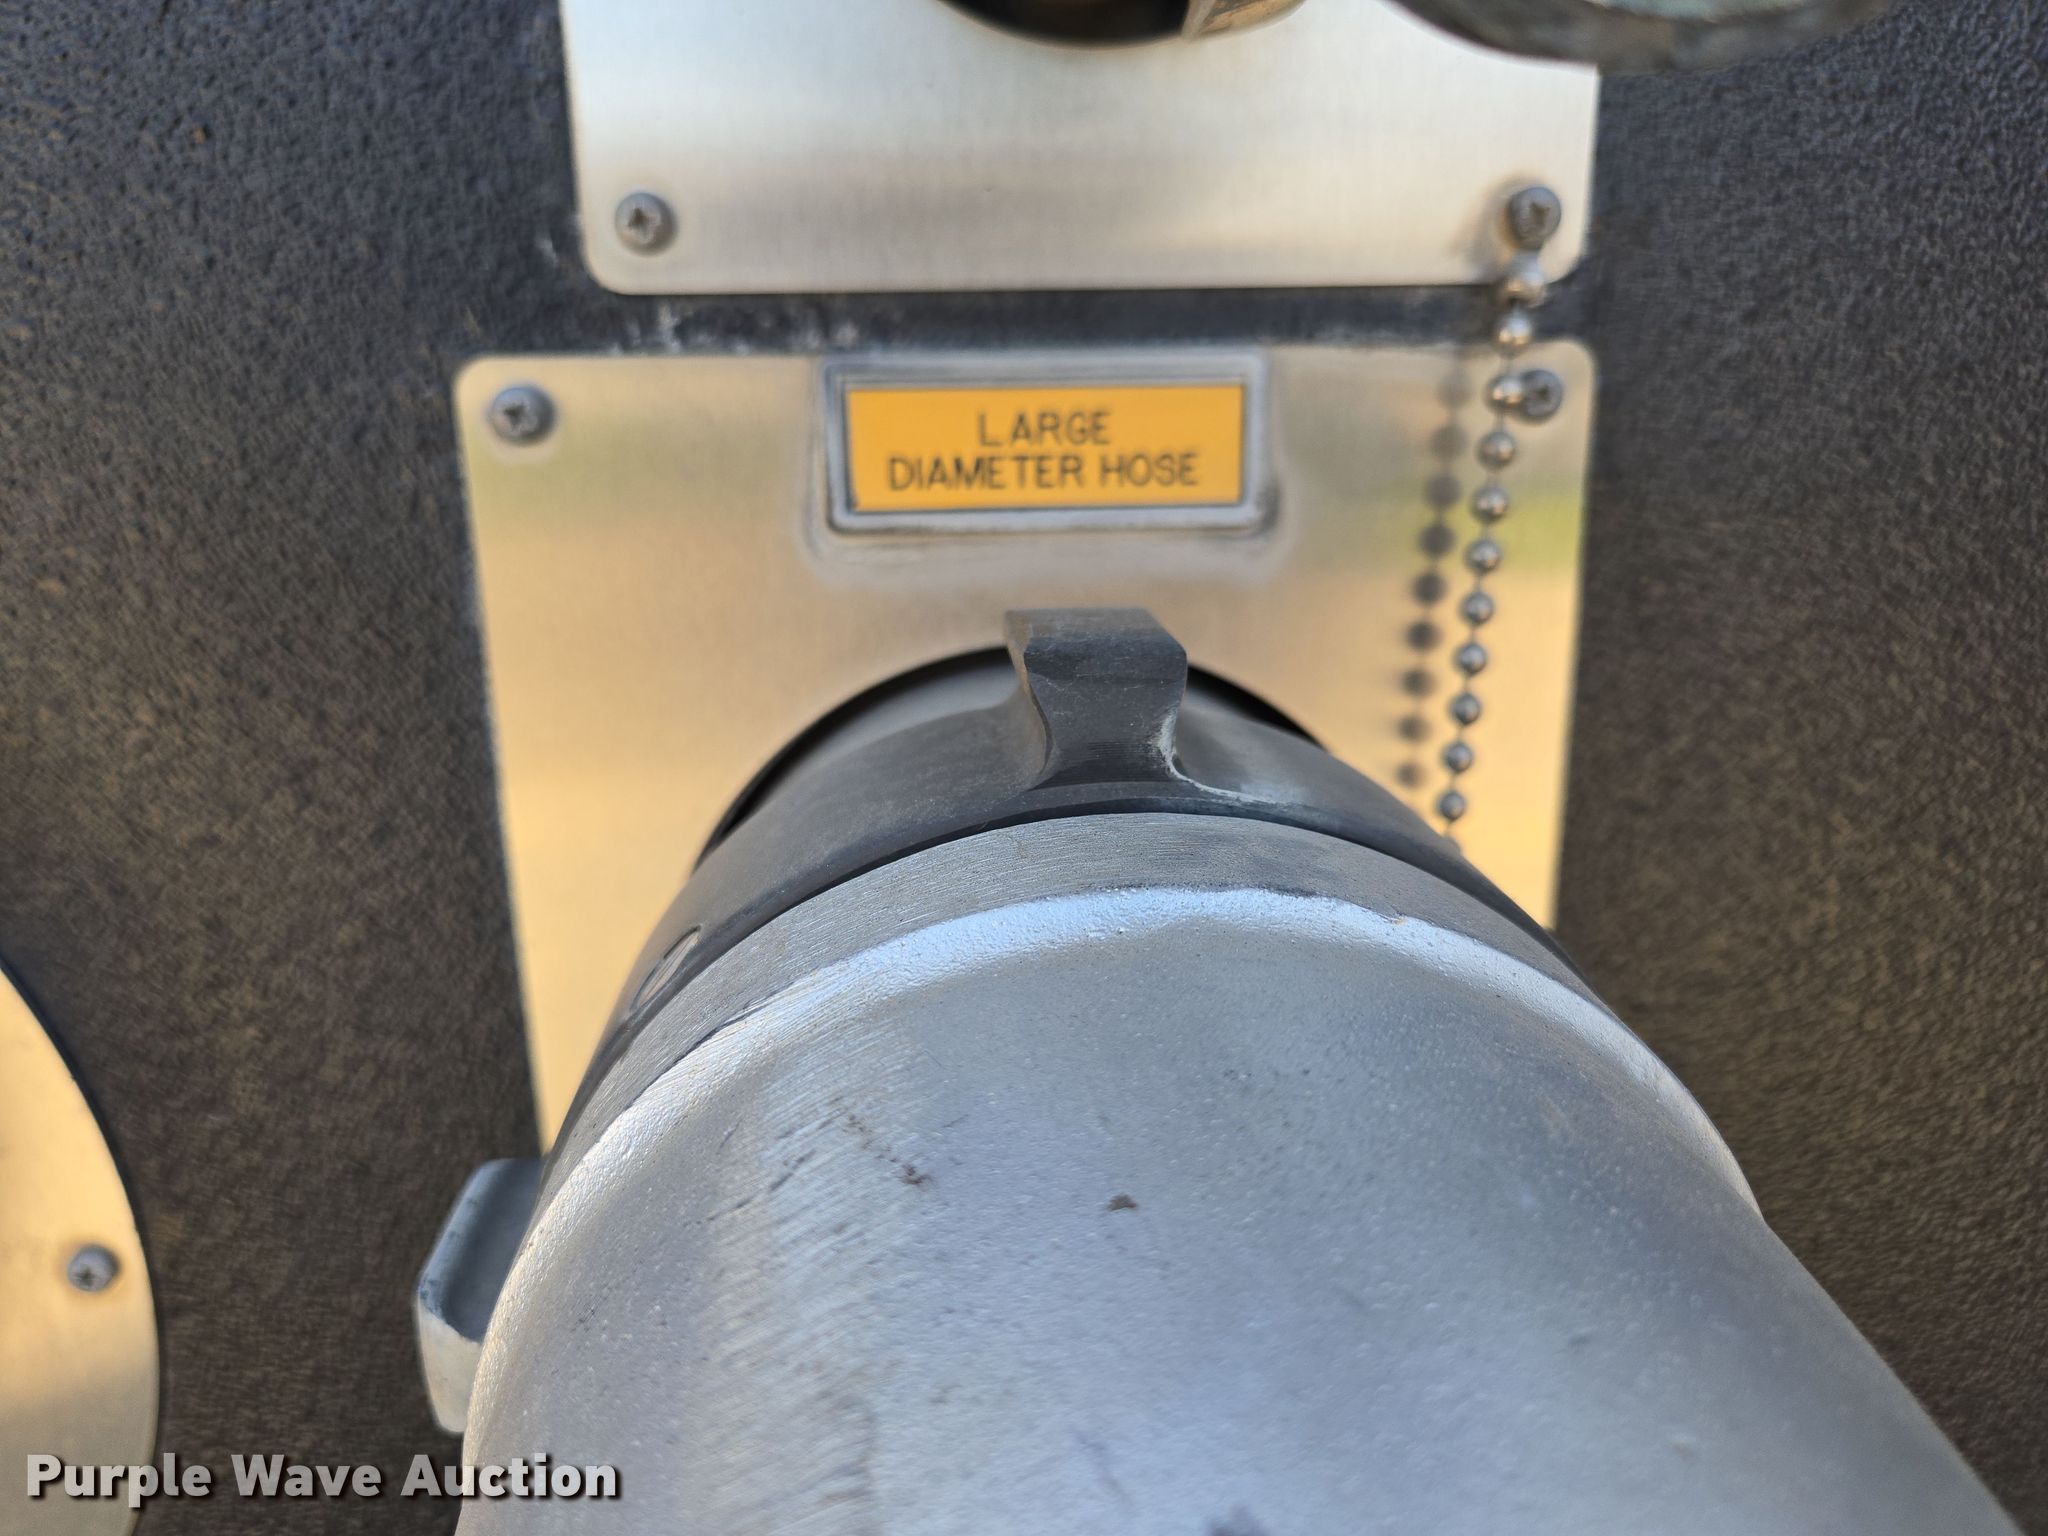 LARGE
DIAMETER HOSE
Purple Wave Auction